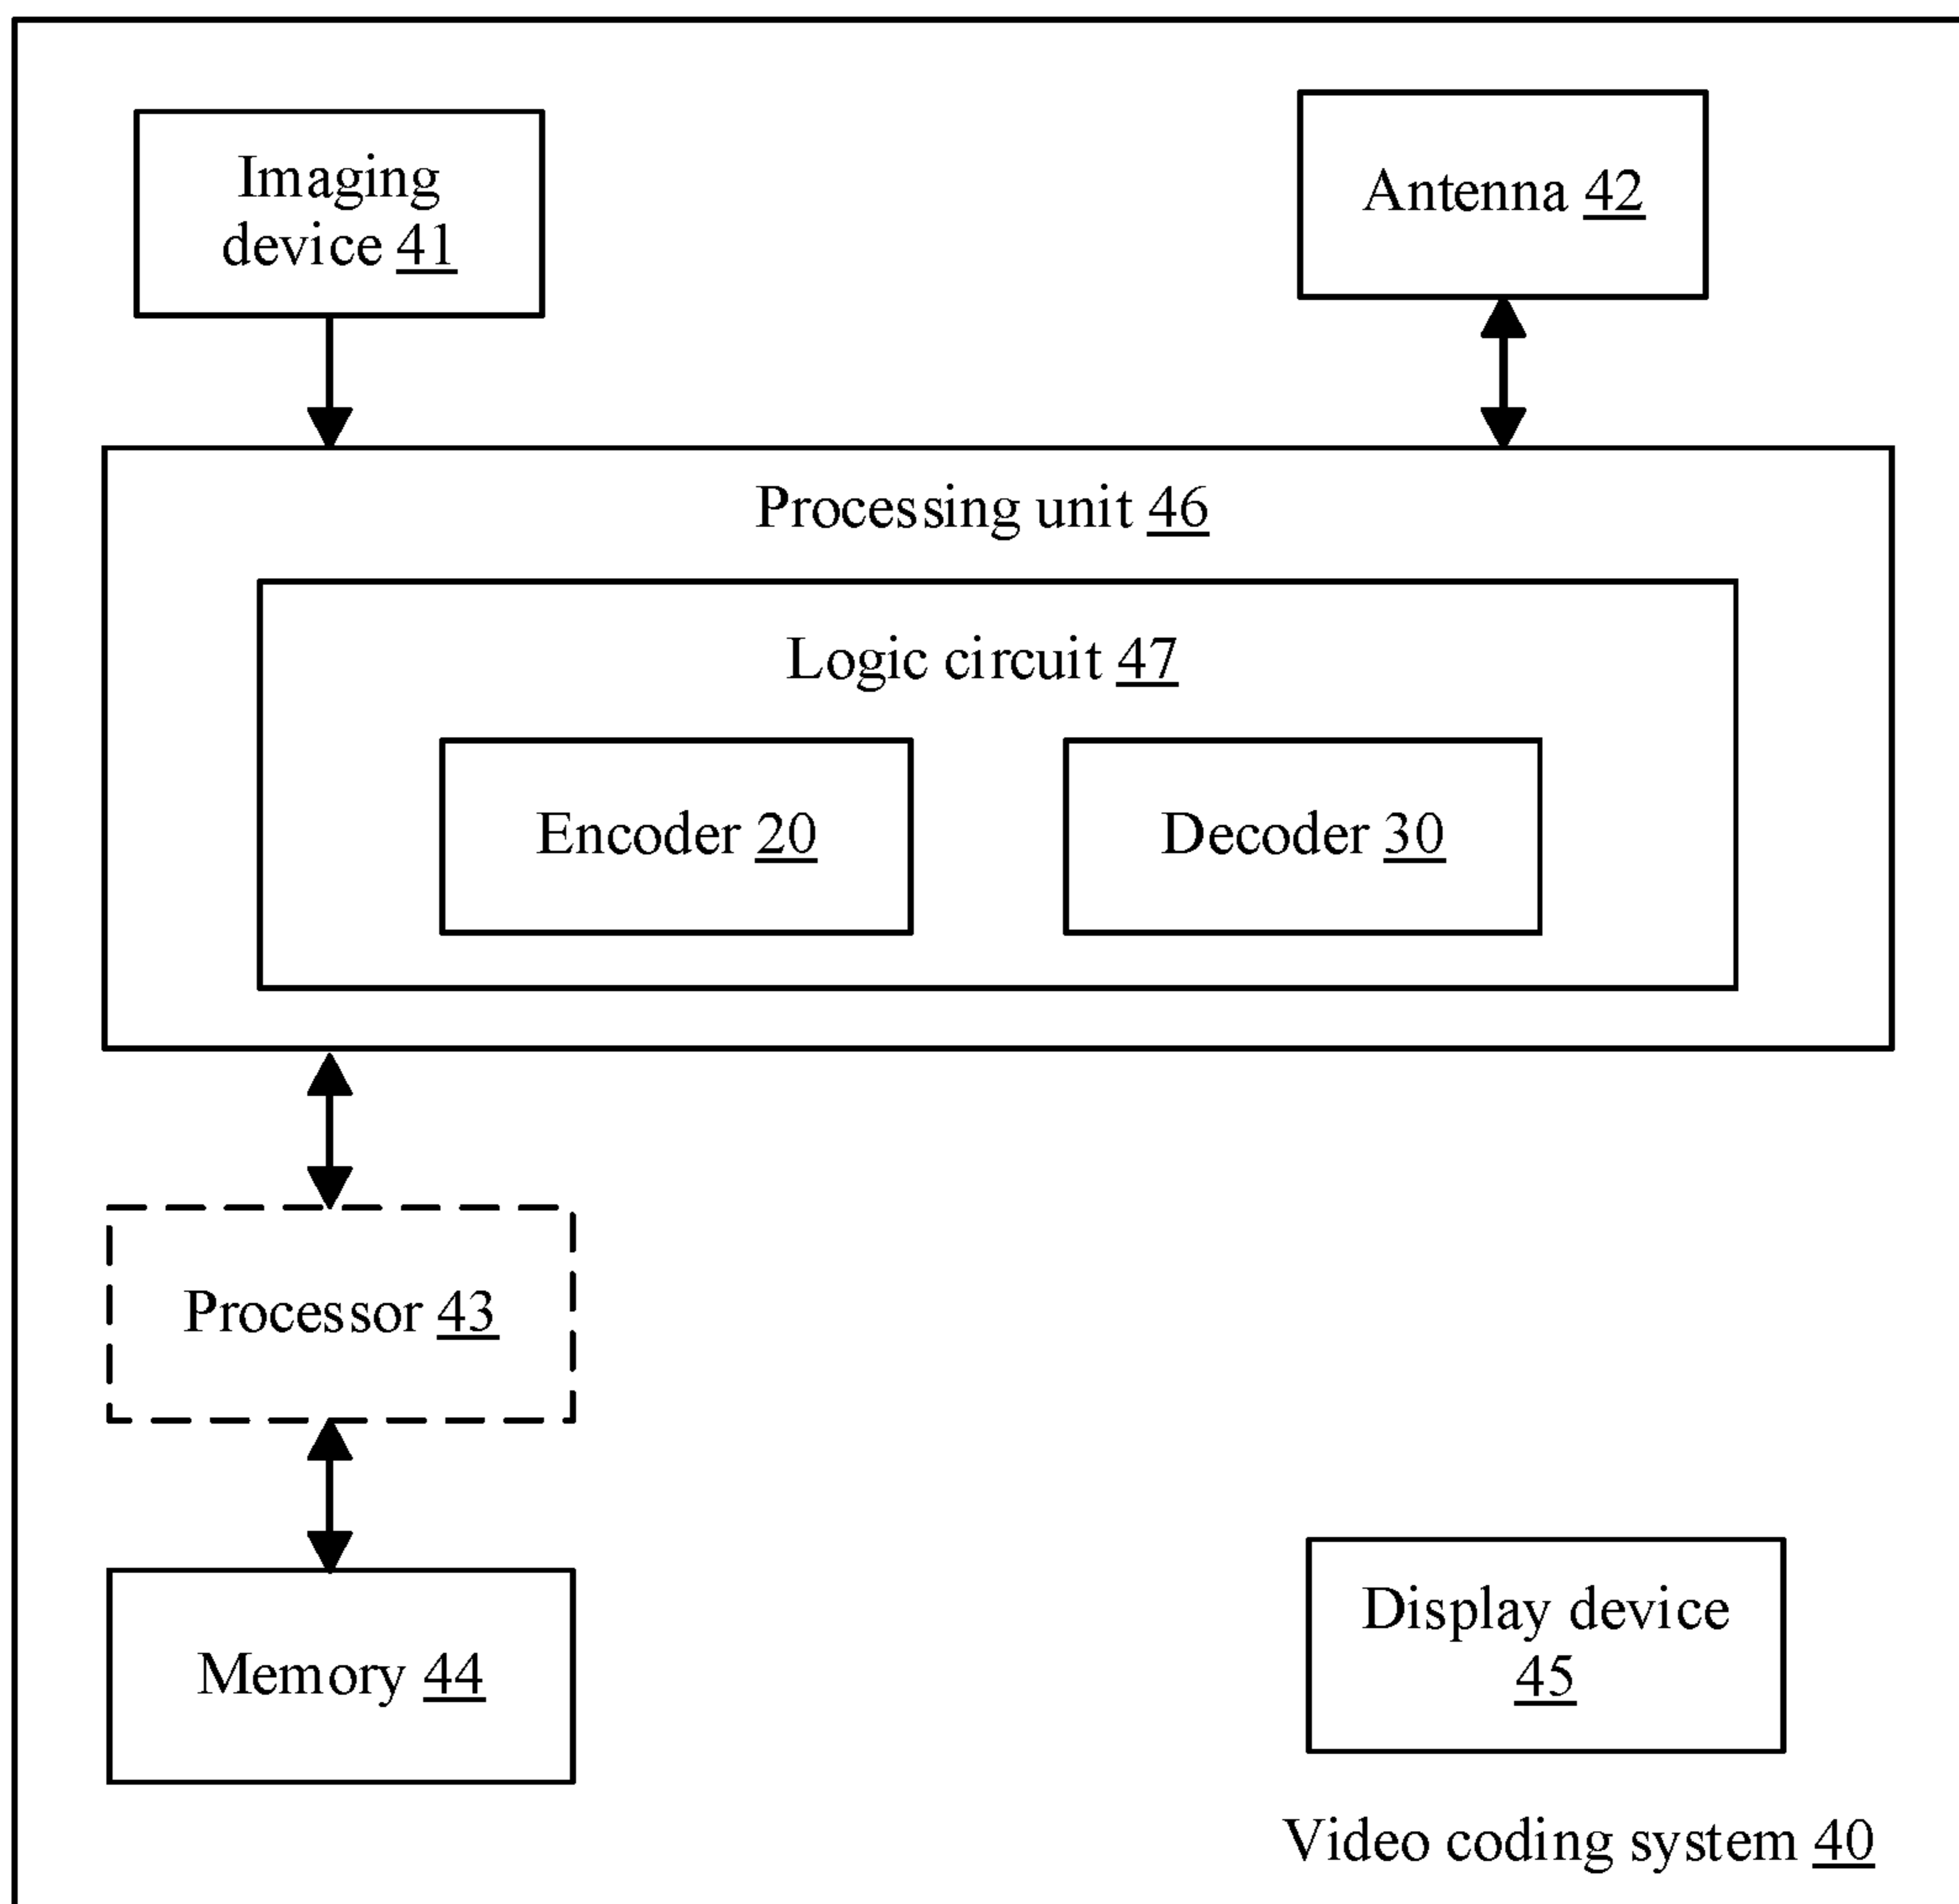 Imaging
device 41
Antenna 42
Processing unit 46
Logic circuit 47
Encoder 20
Decoder 30
Processor 43
Memory 44
Display device
45
Video coding system 40